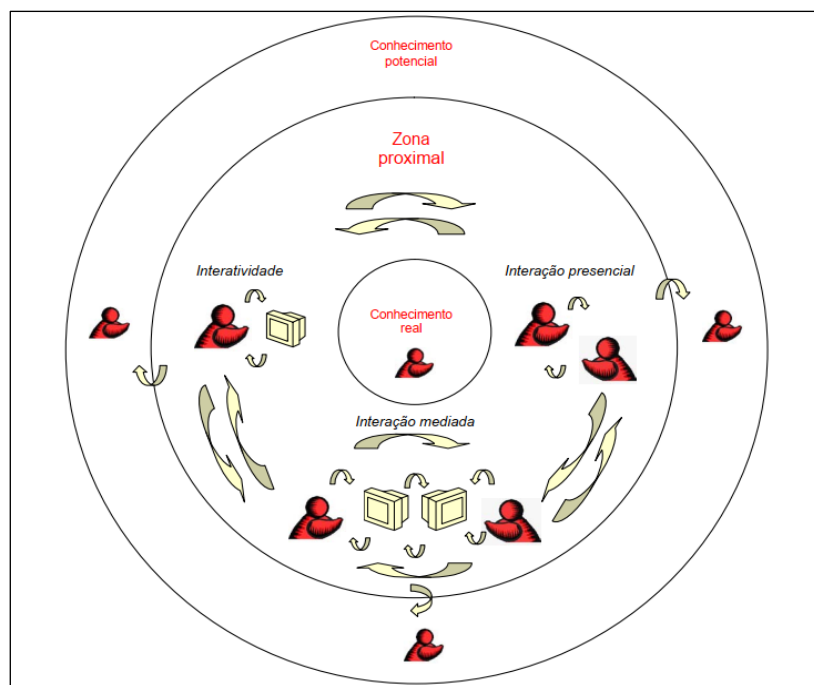 Conhecimento
potencial
Zona
proximal
Interatividade
Interação presencial
Conhecimento
real
Interação mediada